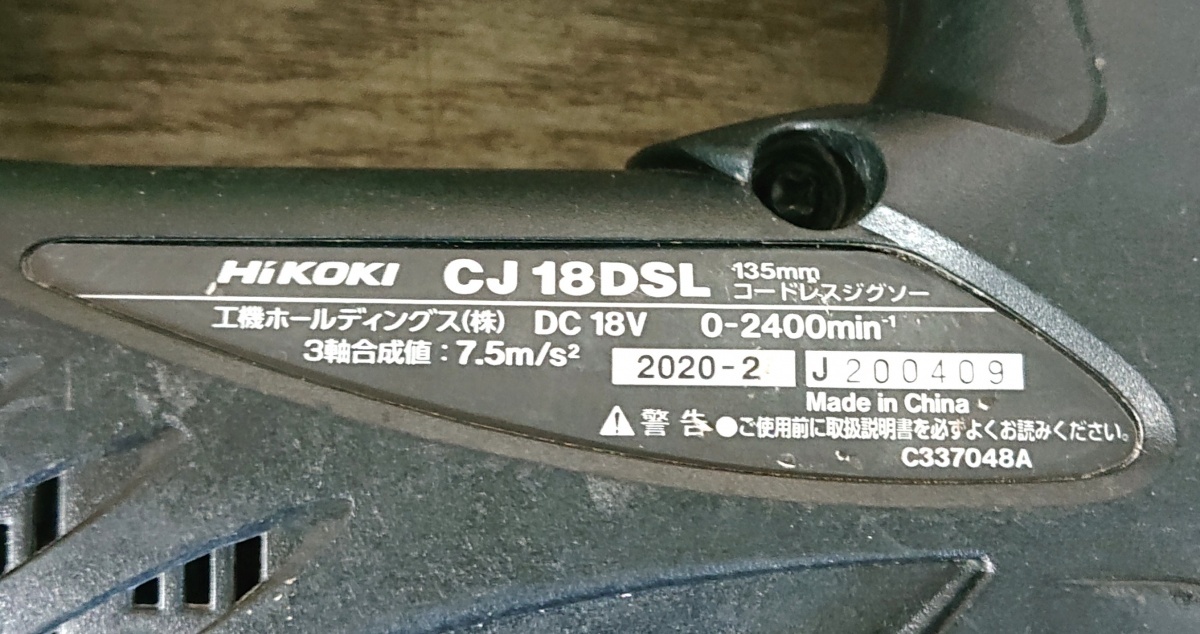 HiKOKI CJ 18DSL 135mm コードレスジグソー
工機ホールディングス(株) DC 18V 0-2400min⁻¹
3軸合成値：7.5m/s² 2020-2 J 200409
Made in China
⚠警告 ●ご使用前に取扱説明書を必ずよくお読みください。
C337048A